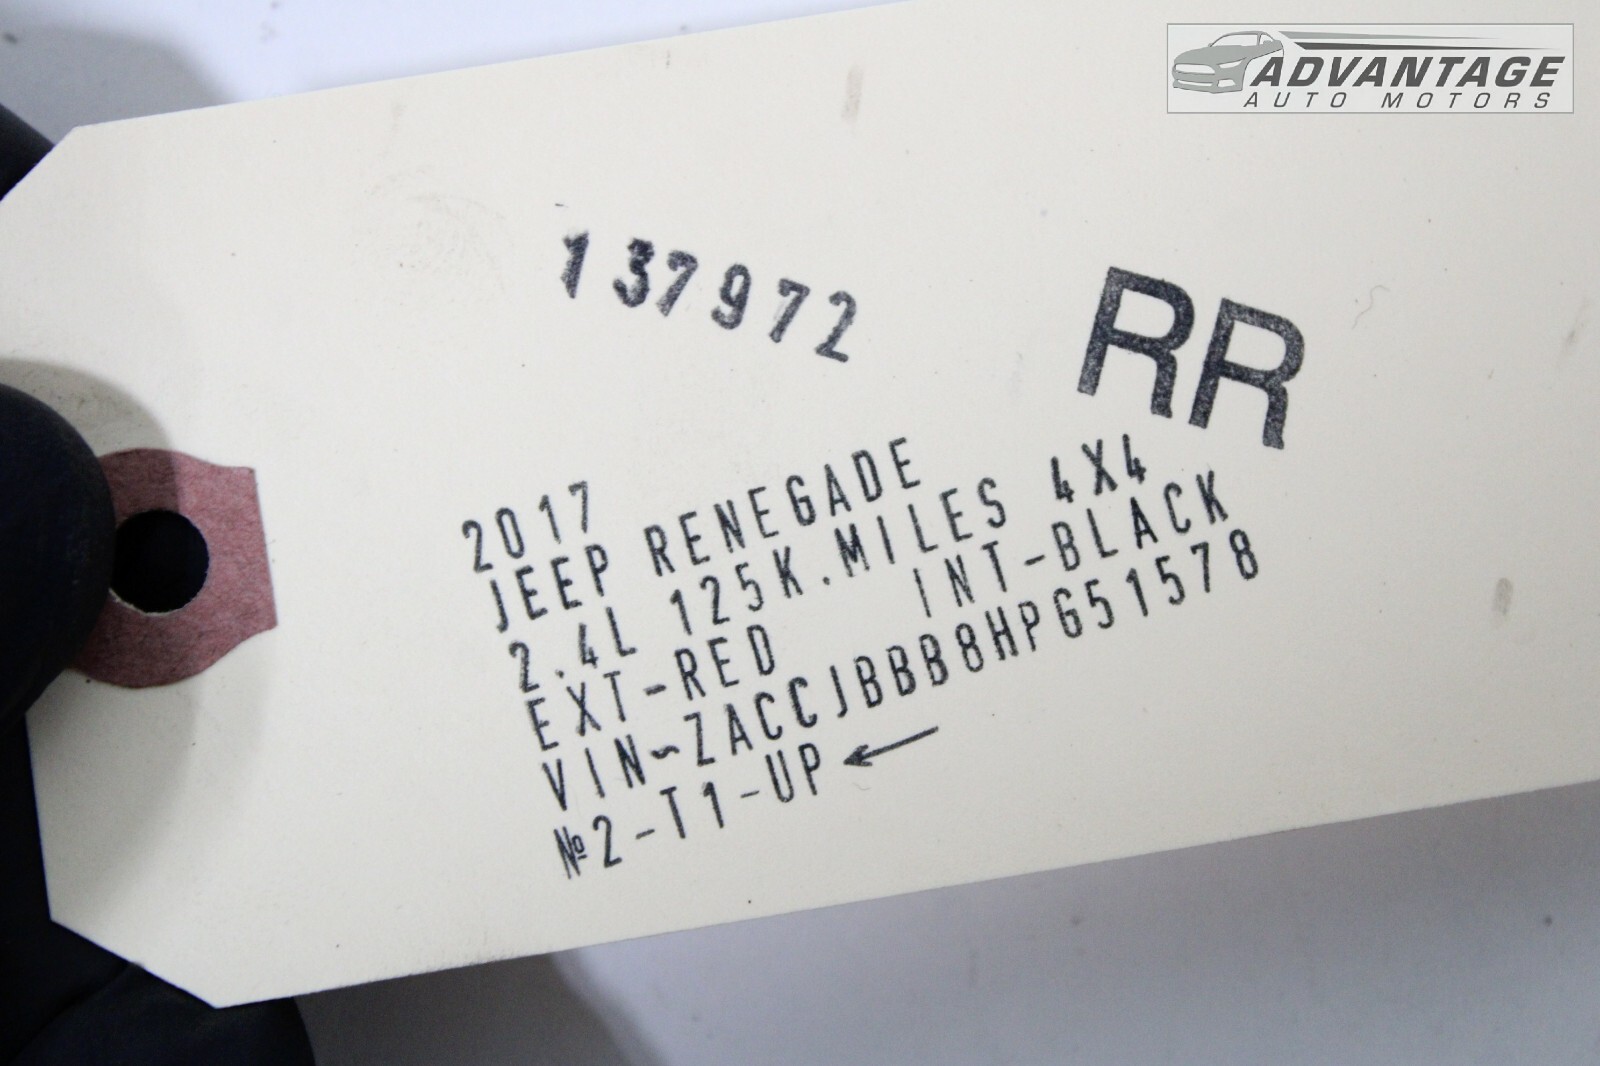 ADVANTAGE
AUTO MOTORS
137972
RR
2017
JEEP RENEGADE
2.4L 125K.MILES 4X4
EXT-RED INT-BLACK
VIN-ZACCJBBB8HPG51578
№2-T1-UP←